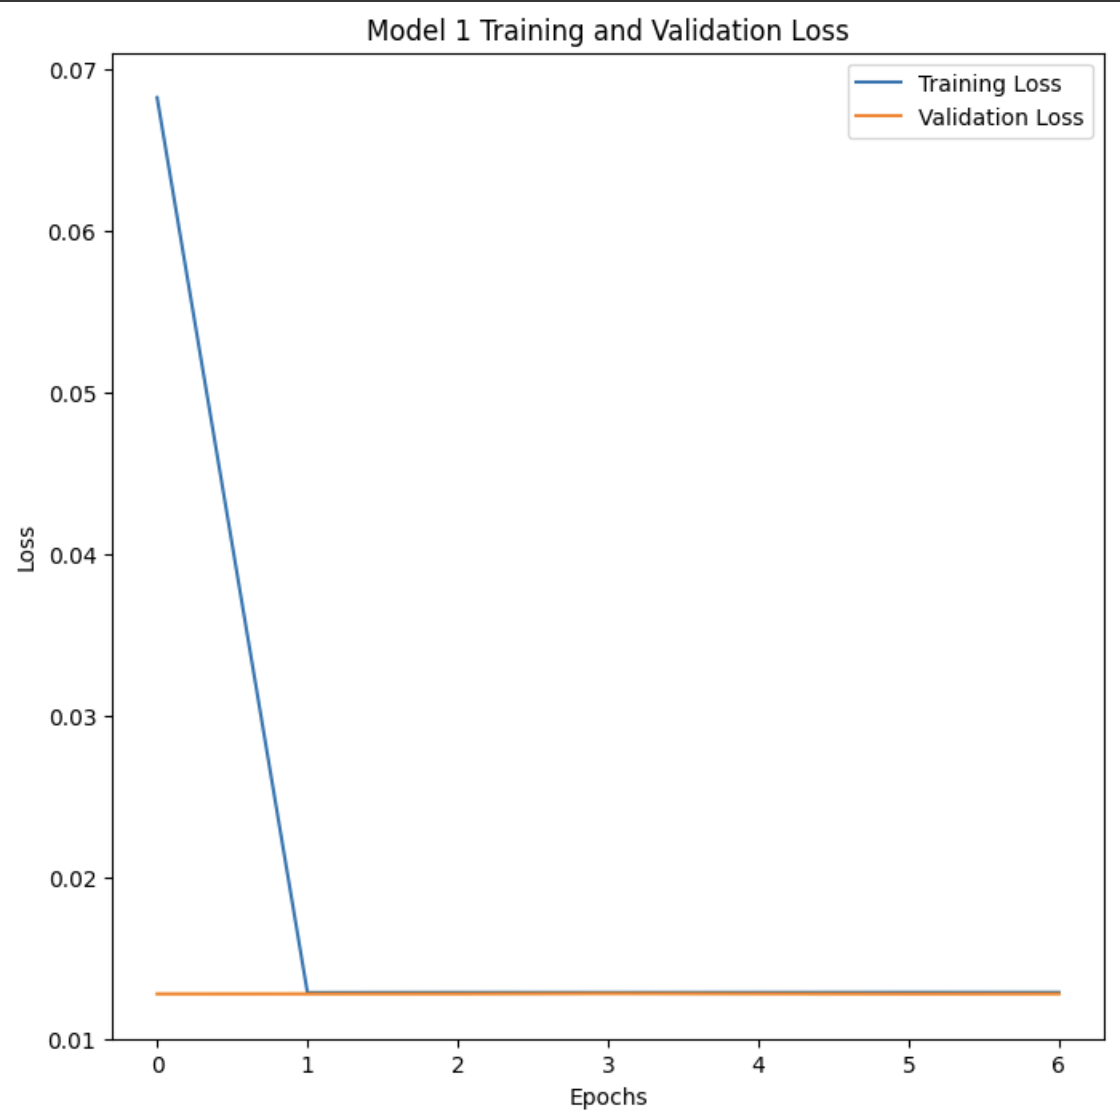 Model 1 Training and Validation Loss
Training Loss
Validation Loss
0.07
0.06
0.05
0.04
0.03
0.02
0.01
Loss
0 1 2 3 4 5 6
Epochs